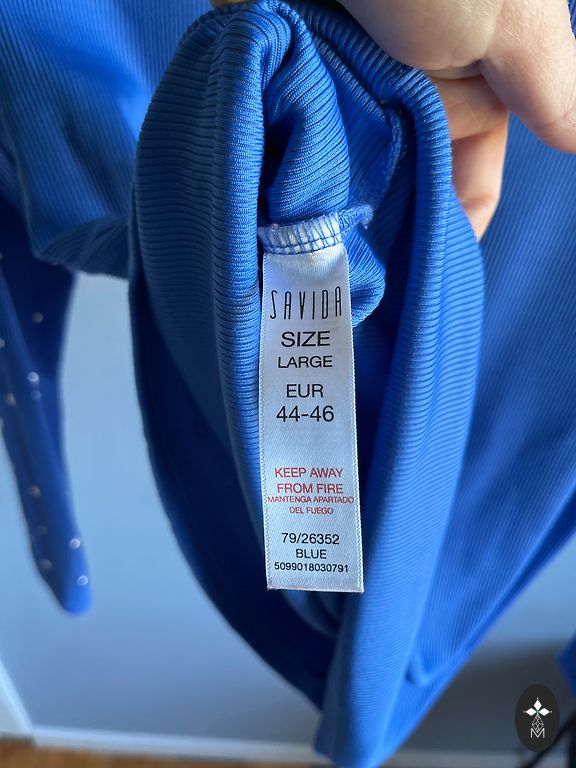 SAVIDA
SIZE
LARGE
EUR
44-46
KEEP AWAY
FROM FIRE
MANTENGA APARTADO
DEL FUEGO
79/26352
BLUE
5099018030791
M